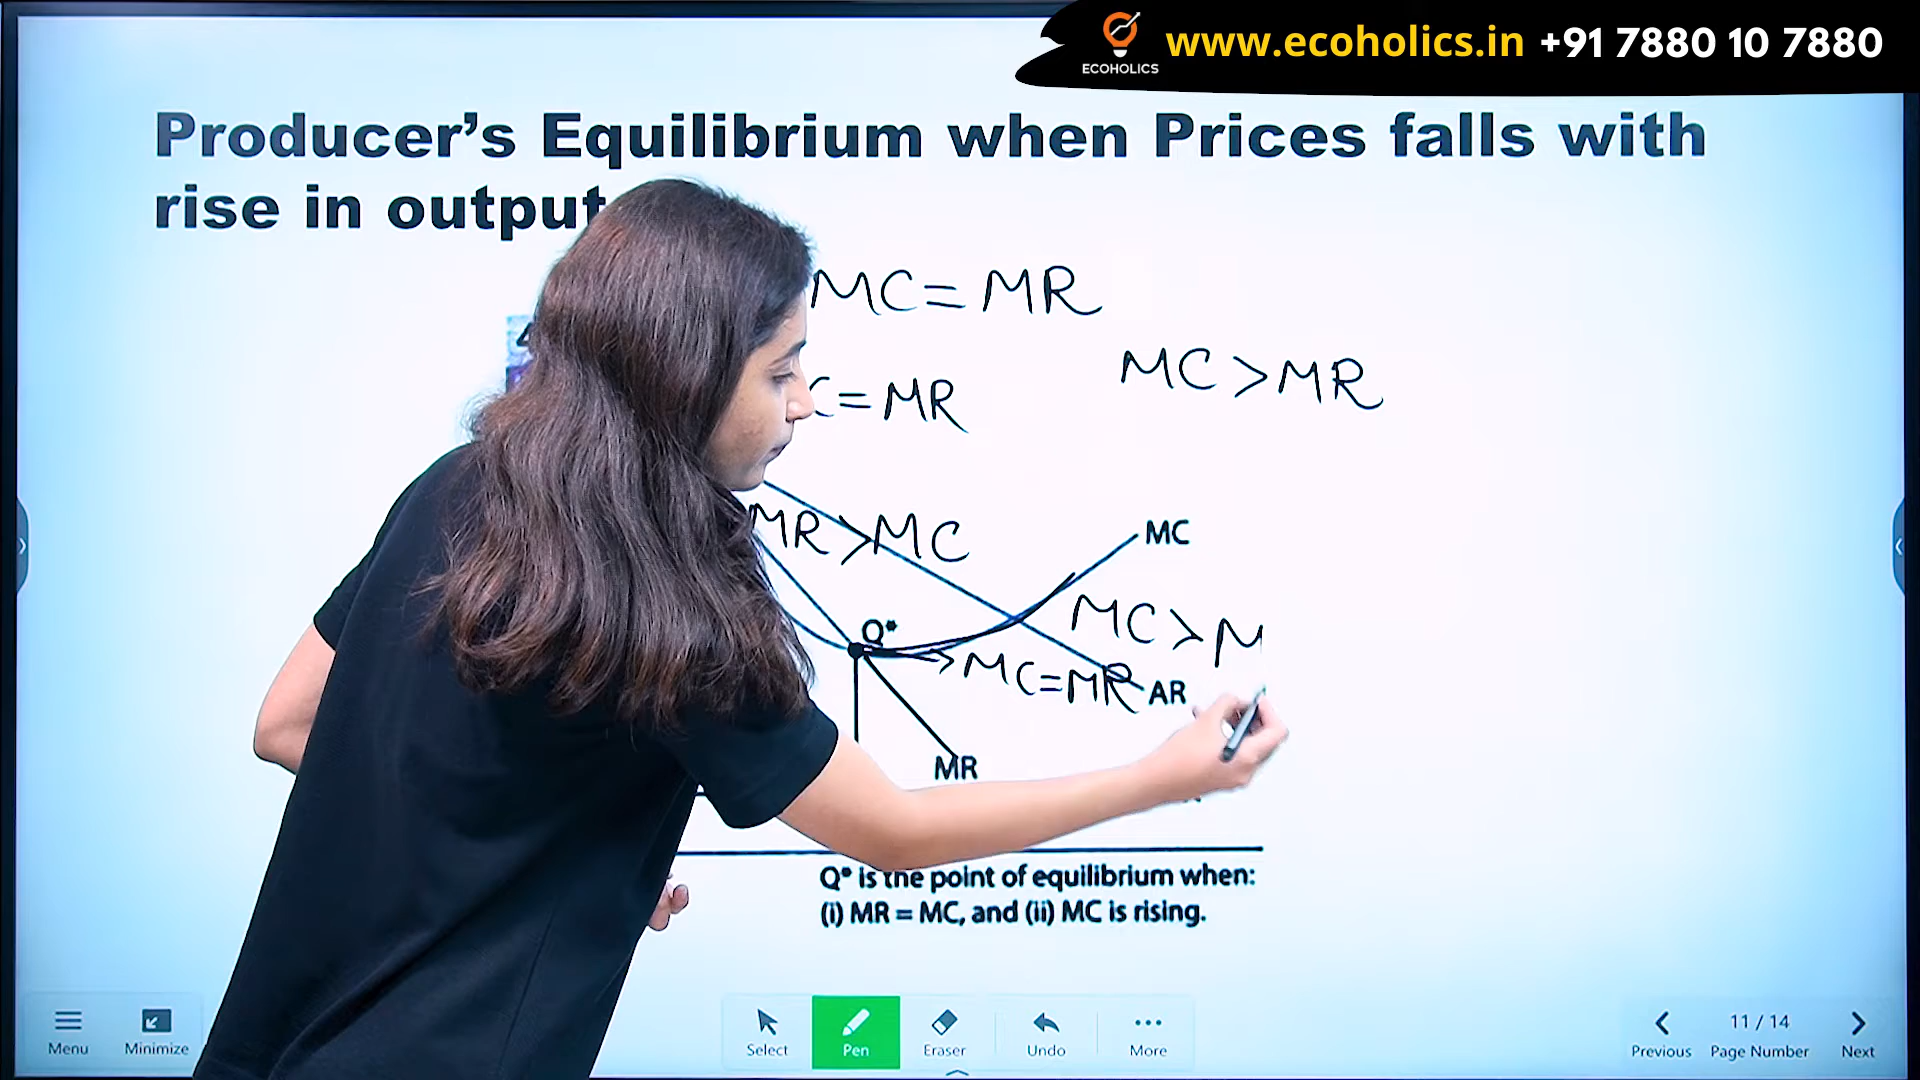 www.ecoholics.in +91 7880 10 7880
ECOHOLICS
Producer's Equilibrium when Prices falls with
rise in output
MC = MR
MC > MR
C = MR
MR > MC
MC
MC > M
Q*
MC = MR
AR
MR
Q* is the point of equilibrium when:
(i) MR = MC, and (ii) MC is rising.
Menu
Minimize
Select
Pen
Eraser
Undo
More
11 / 14
Previous
Page Number
Next